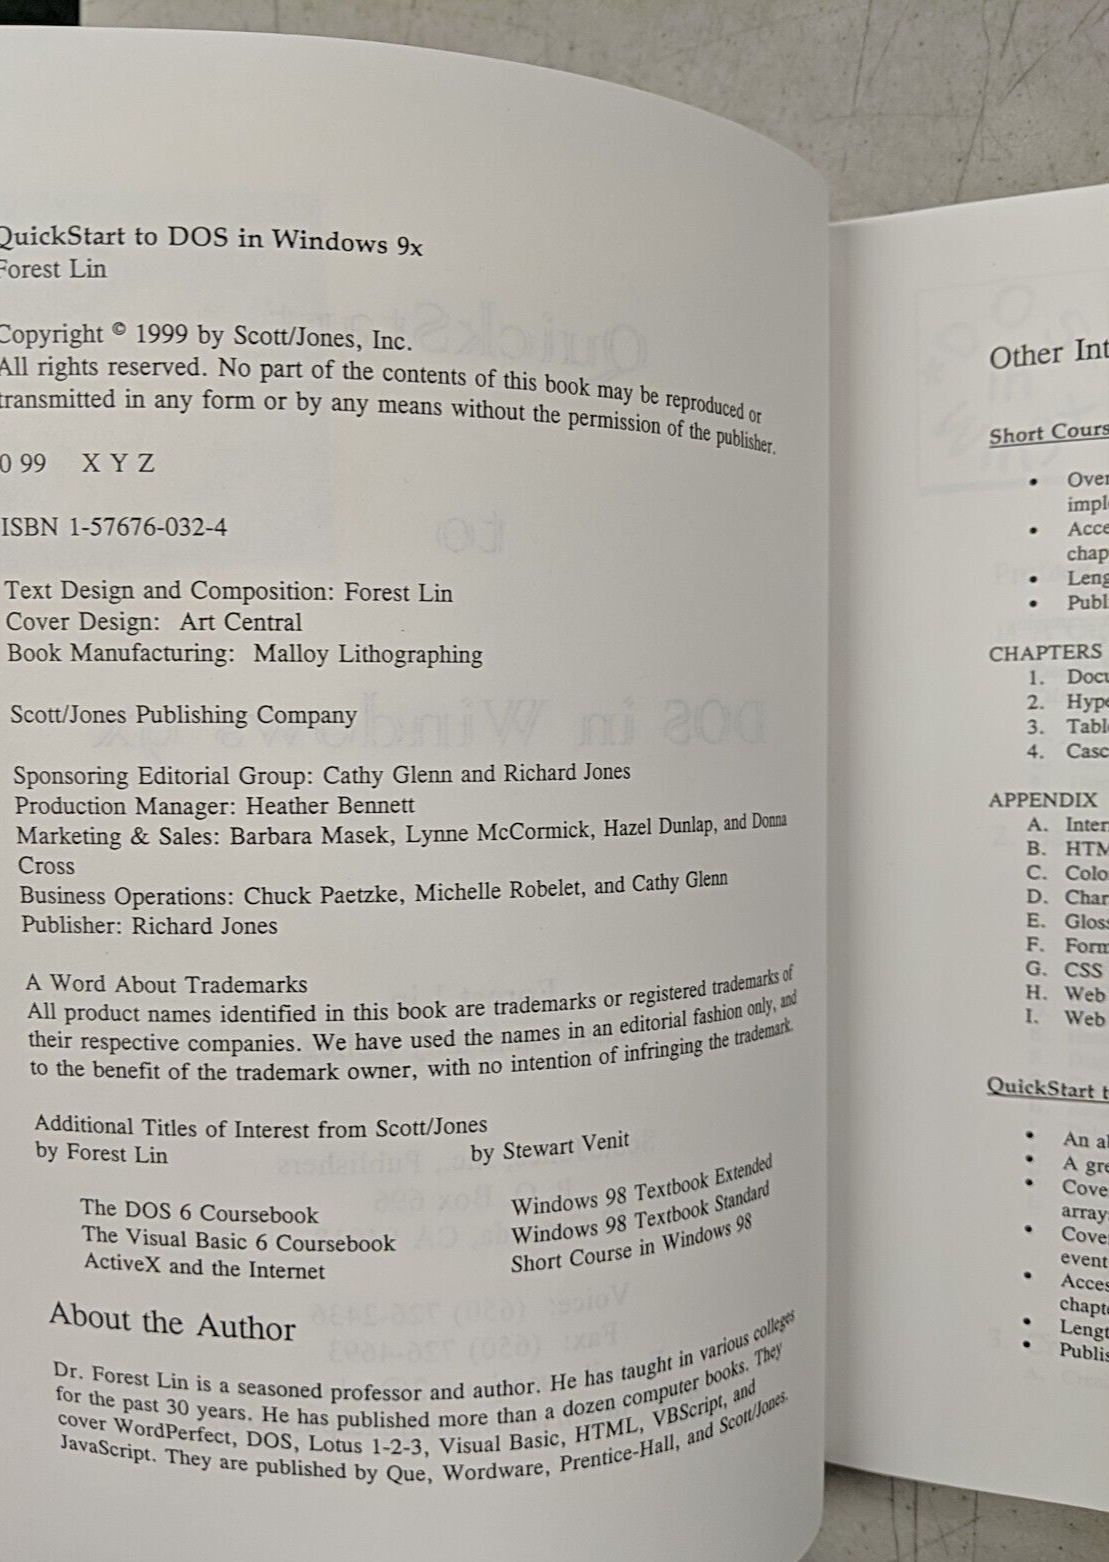 QuickStart to DOS in Windows 9x
Forest Lin
Copyright © 1999 by Scott/Jones, Inc.
All rights reserved. No part of the contents of this book may be reproduced or
transmitted in any form or by any means without the permission of the publisher.
0 99 X Y Z
ISBN 1-57676-032-4
Text Design and Composition: Forest Lin
Cover Design: Art Central
Book Manufacturing: Malloy Lithographing
Scott/Jones Publishing Company
Sponsoring Editorial Group: Cathy Glenn and Richard Jones
Production Manager: Heather Bennett
Marketing & Sales: Barbara Masek, Lynne McCormick, Hazel Dunlap, and Donna
Cross
Business Operations: Chuck Paetzke, Michelle Robelet, and Cathy Glenn
Publisher: Richard Jones
A Word About Trademarks
All product names identified in this book are trademarks or registered trademarks of
their respective companies. We have used the names in an editorial fashion only, and
to the benefit of the trademark owner, with no intention of infringing the trademark.
Additional Titles of Interest from Scott/Jones
by Forest Lin by Stewart Venit
The DOS 6 Coursebook Windows 98 Textbook Extended
The Visual Basic 6 Coursebook Windows 98 Textbook Standard
ActiveX and the Internet Short Course in Windows 98
About the Author
Dr. Forest Lin is a seasoned professor and author. He has taught in various colleges
for the past 30 years. He has published more than a dozen computer books. They
cover WordPerfect, DOS, Lotus 1-2-3, Visual Basic, HTML, VBScript, and
JavaScript. They are published by Que, Wordware, Prentice-Hall, and Scott/Jones.
Other Int
Short Cours
• Over
impl
• Acce
chap
• Leng
• Publi
CHAPTERS
1. Docu
2. Hype
3. Table
4. Casc
APPENDIX
A. Inter
B. HTM
C. Colo
D. Char
E. Gloss
F. Form
G. CSS
H. Web
I. Web
QuickStart t
• An al
• A gre
• Cove
array
• Cove
event
• Acces
chapte
• Lengt
• Publis